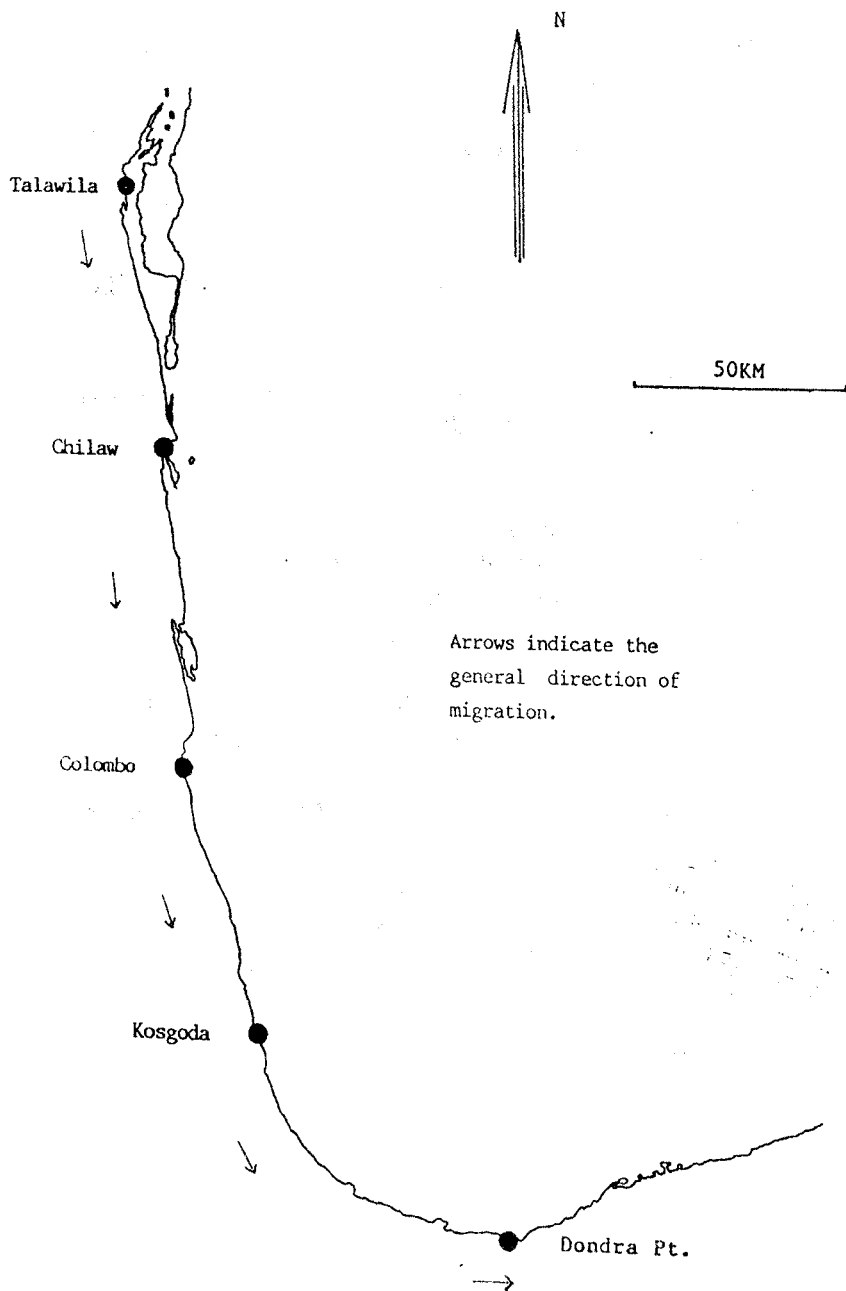 N
Talawila
50KM
Chilaw
Arrows indicate the
general direction of
migration.
Colombo
Kosgoda
Dondra Pt.